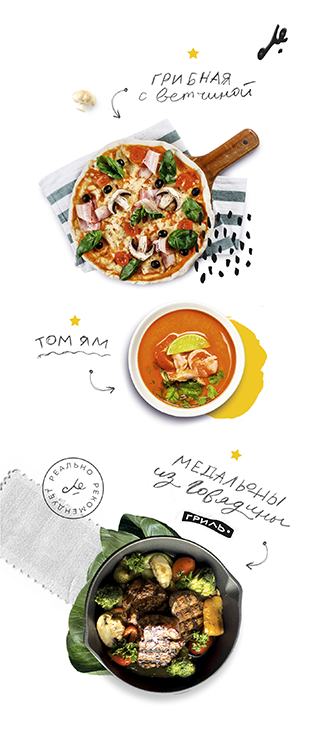 ГРИБНАЯ
с ветчиной
ТОМ ЯМ
МЕДАЛЬОНЫ
из говядины
ГРИЛЬ
РЕАЛЬНО РЕКОМЕНДУЕТ